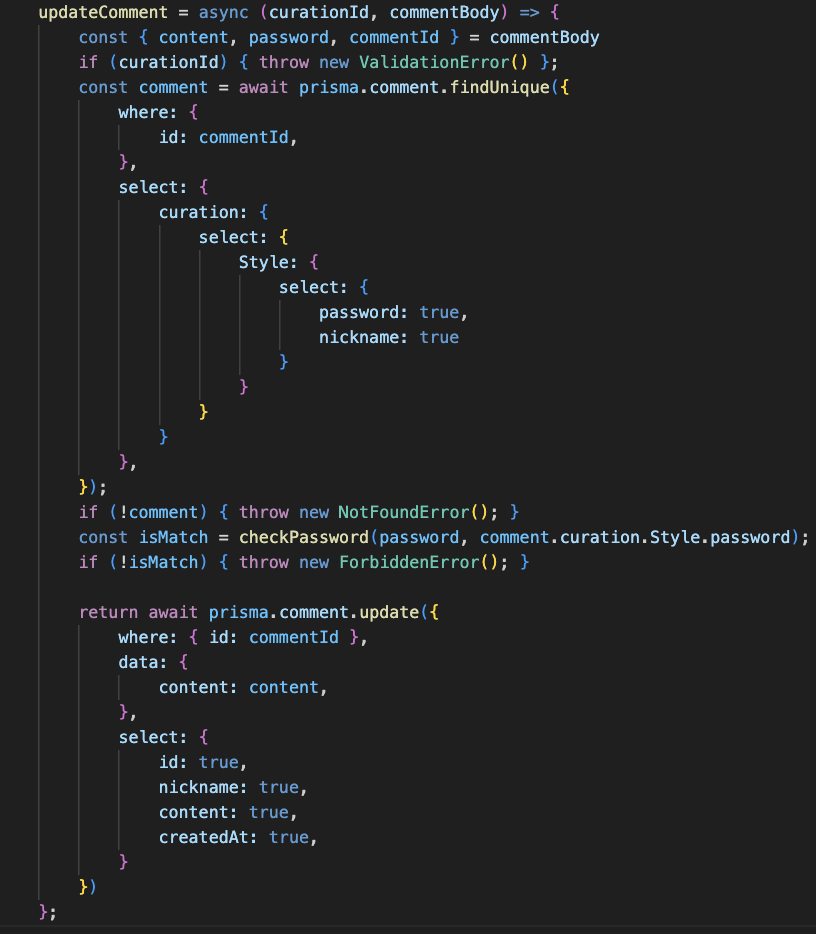 updateComment = async (curationId, commentBody) => {
    const { content, password, commentId } = commentBody
    if (curationId) { throw new ValidationError() };
    const comment = await prisma.comment.findUnique({
        where: {
            id: commentId,
        },
        select: {
            curation: {
                select: {
                    Style: {
                        select: {
                            password: true,
                            nickname: true
                        }
                    }
                }
            }
        },
    });
    if (!comment) { throw new NotFoundError(); }
    const isMatch = checkPassword(password, comment.curation.Style.password);
    if (!isMatch) { throw new ForbiddenError(); }

    return await prisma.comment.update({
        where: { id: commentId },
        data: {
            content: content,
        },
        select: {
            id: true,
            nickname: true,
            content: true,
            createdAt: true,
        }
    })
};